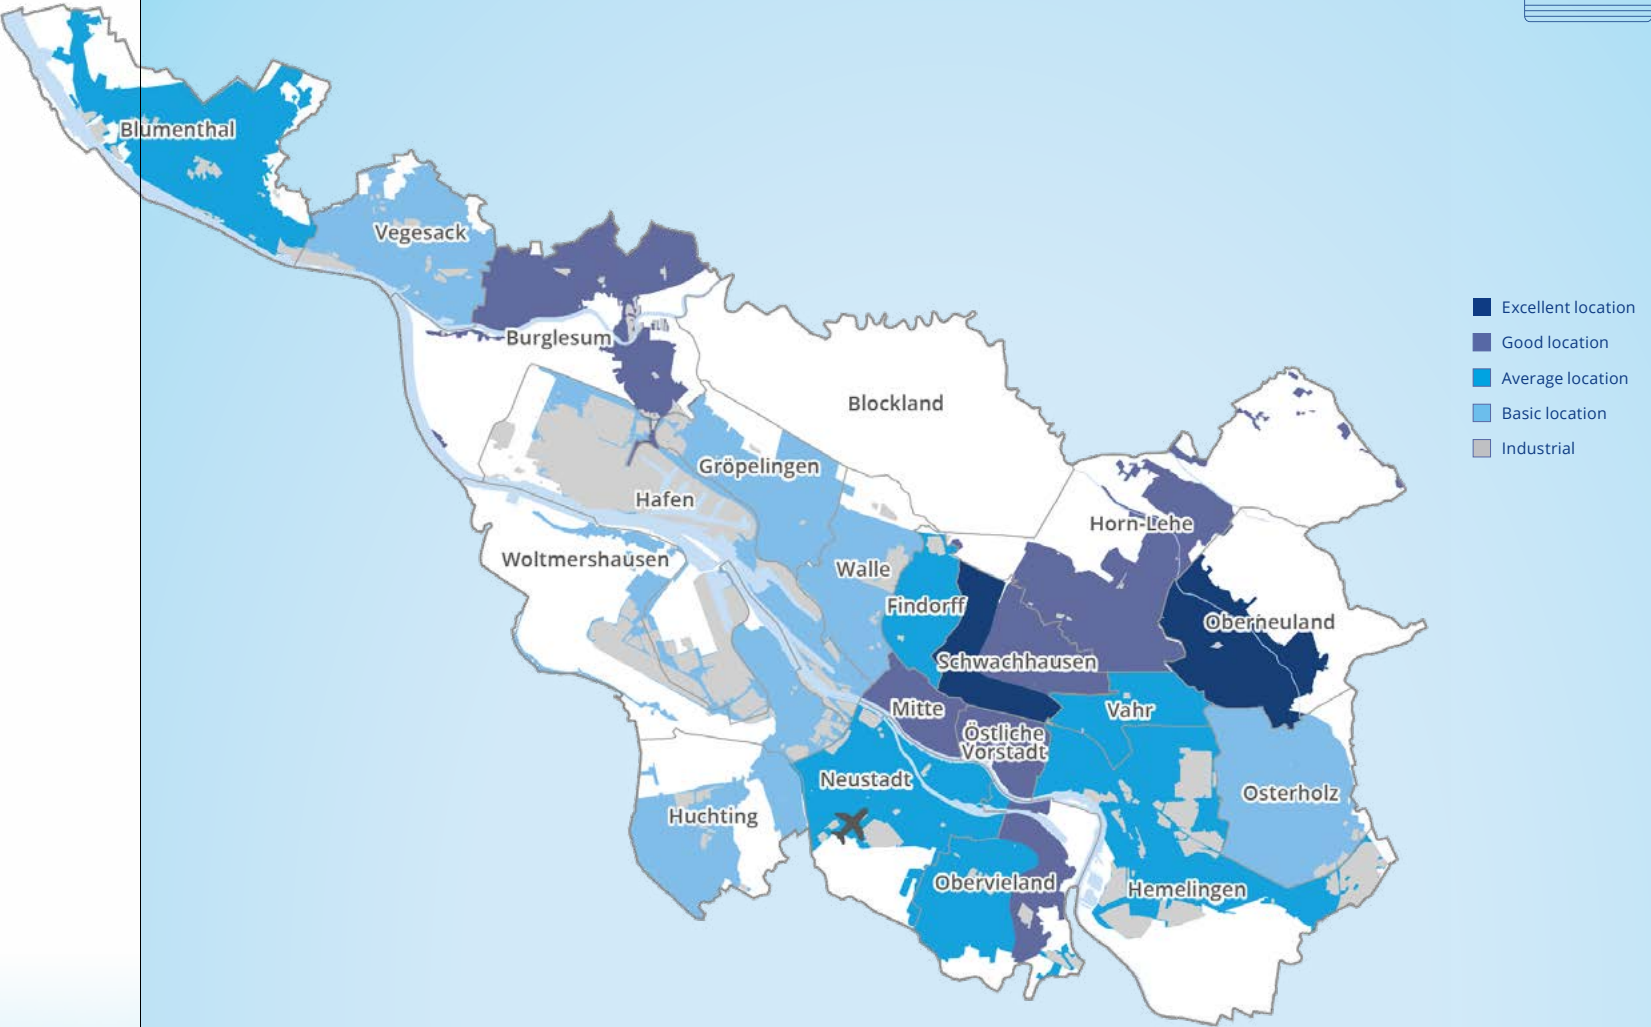 Blumenthal
Vegesack
Burglesum
Blockland
Gröpelingen
Hafen
Horn-Lehe
Woltmershausen
Walle
Findorff
Oberneuland
Schwachhausen
Mitte
Vahr
Östliche
Vorstadt
Neustadt
Osterholz
Huchting
Obervieland
Hemelingen
Excellent location
Good location
Average location
Basic location
Industrial